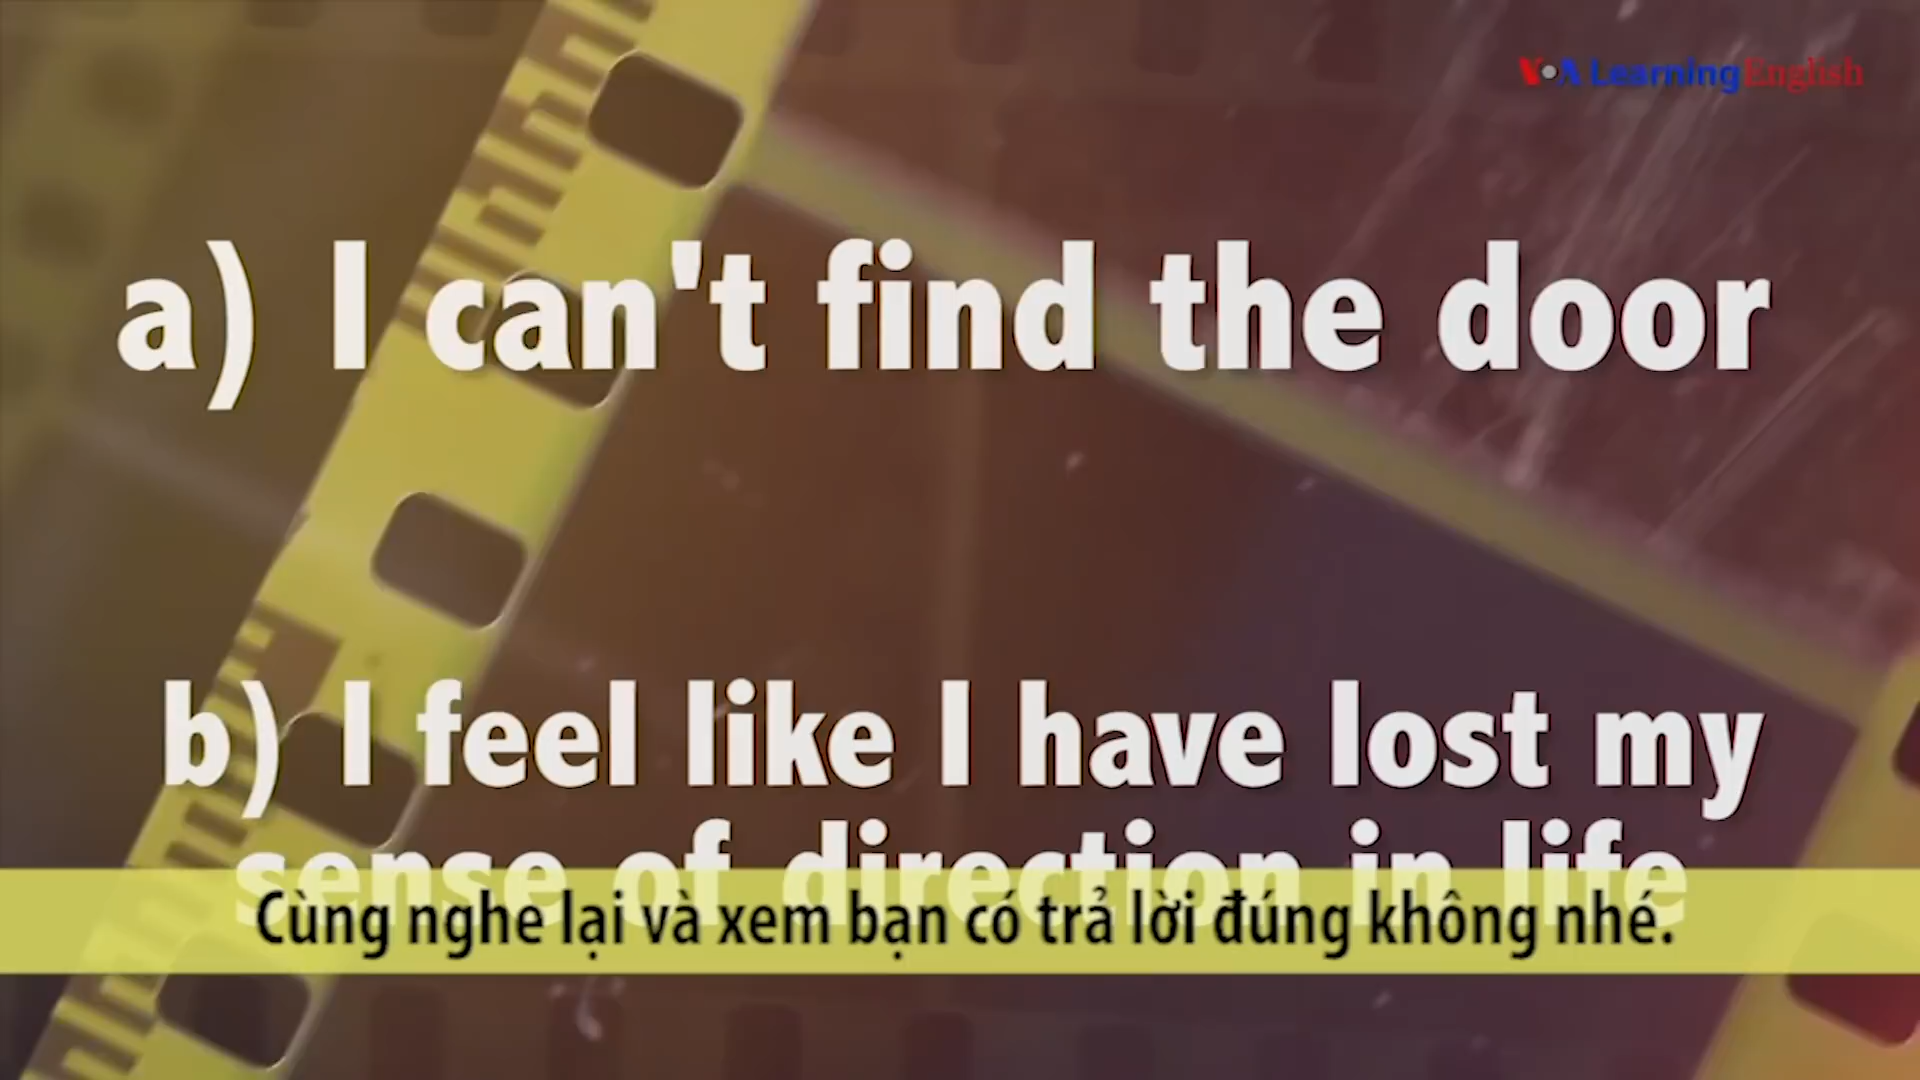 VOA Learning English
a) I can't find the door
b) I feel like I have lost my
sense of direction in life
Cùng nghe lại và xem bạn có trả lời đúng không nhé.